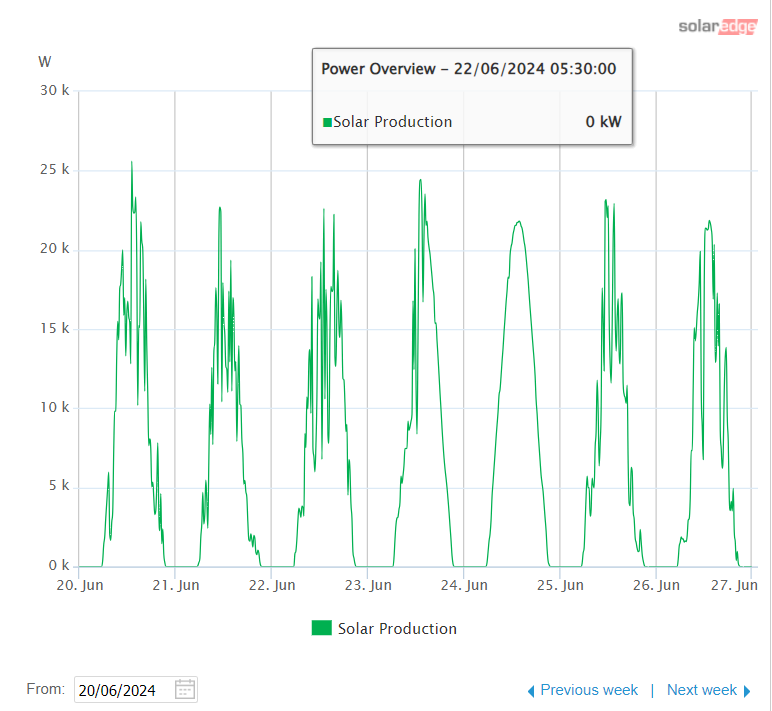 solaredge
W
Power Overview – 22/06/2024 05:30:00
Solar Production 0 kW
30 k
25 k
20 k
15 k
10 k
5 k
0 k
20. Jun 21. Jun 22. Jun 23. Jun 24. Jun 25. Jun 26. Jun 27. Jun
Solar Production
From: 20/06/2024 Previous week | Next week